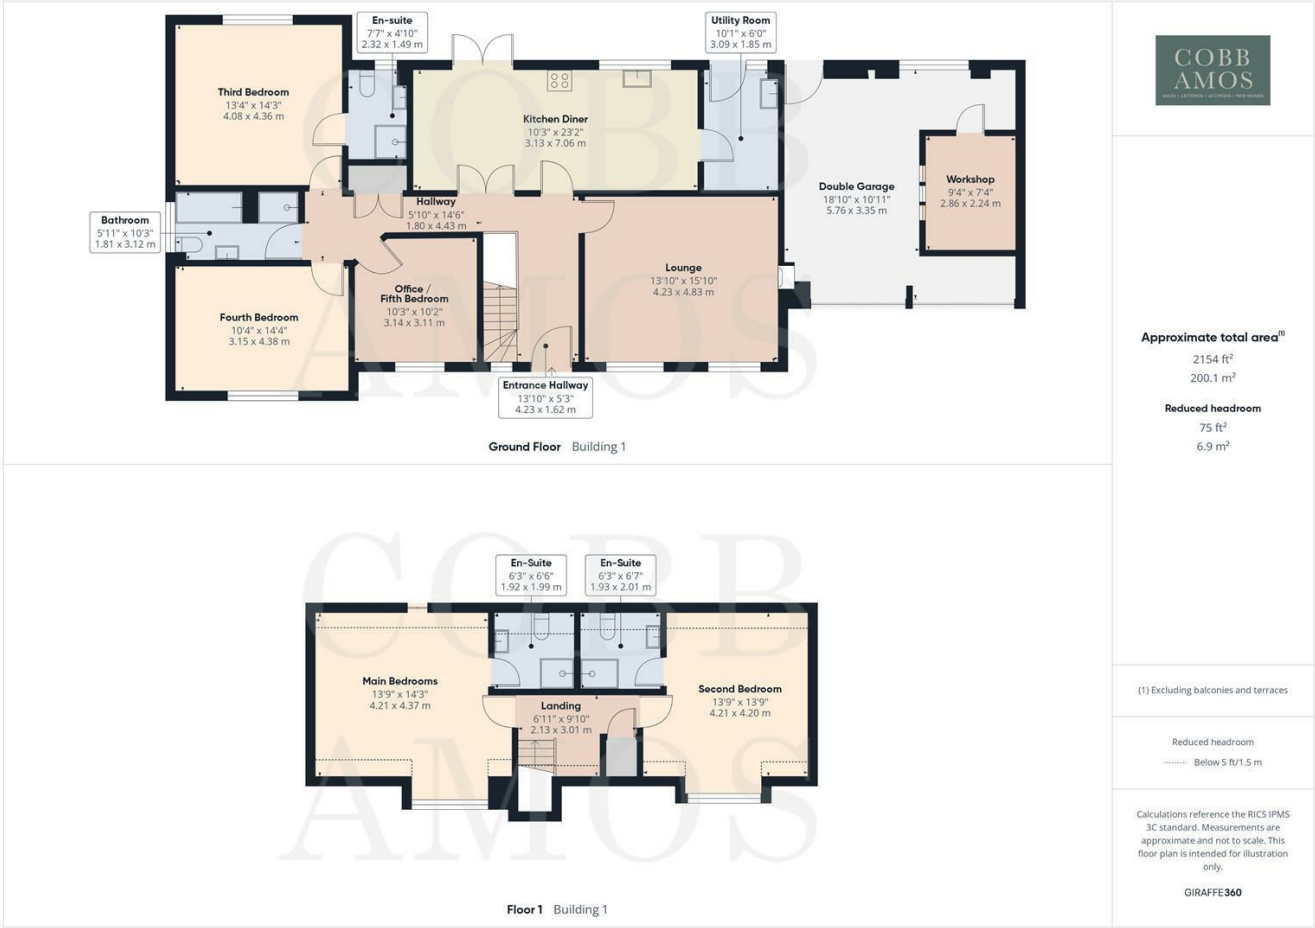 En-suite
7'7" x 4'10"
2.32 x 1.49 m
Utility Room
10'1" x 6'0"
3.09 x 1.85 m
Third Bedroom
13'4" x 14'3"
4.08 x 4.36 m
Kitchen Diner
10'3" x 23'2"
3.13 x 7.06 m
Workshop
9'4" x 7'4"
2.86 x 2.24 m
Double Garage
18'10" x 10'11"
5.76 x 3.35 m
Hallway
5'10" x 14'6"
1.80 x 4.43 m
Bathroom
5'11" x 10'3"
1.81 x 3.12 m
Lounge
13'10" x 15'10"
4.23 x 4.83 m
Office /
Fifth Bedroom
10'3" x 10'2"
3.14 x 3.11 m
Fourth Bedroom
10'4" x 14'4"
3.15 x 4.38 m
Entrance Hallway
13'10" x 5'3"
4.23 x 1.62 m
Ground Floor Building 1
COBB
AMOS
En-Suite
6'3" x 6'6"
1.92 x 1.99 m
En-Suite
6'3" x 6'7"
1.93 x 2.01 m
Main Bedrooms
13'9" x 14'3"
4.21 x 4.37 m
Second Bedroom
13'9" x 13'9"
4.21 x 4.20 m
Landing
6'11" x 9'10"
2.13 x 3.01 m
Floor 1 Building 1
COBB
AMOS
COBB
AMOS
SALES | LETTINGS | AUCTIONS | NEW HOMES
Approximate total area(1)
2154 ft²
200.1 m²
Reduced headroom
75 ft²
6.9 m²
(1) Excluding balconies and terraces
Reduced headroom
Below 5 ft/1.5 m
Calculations reference the RICS IPMS
3C standard. Measurements are
approximate and not to scale. This
floor plan is intended for illustration
only.
GIRAFFE360